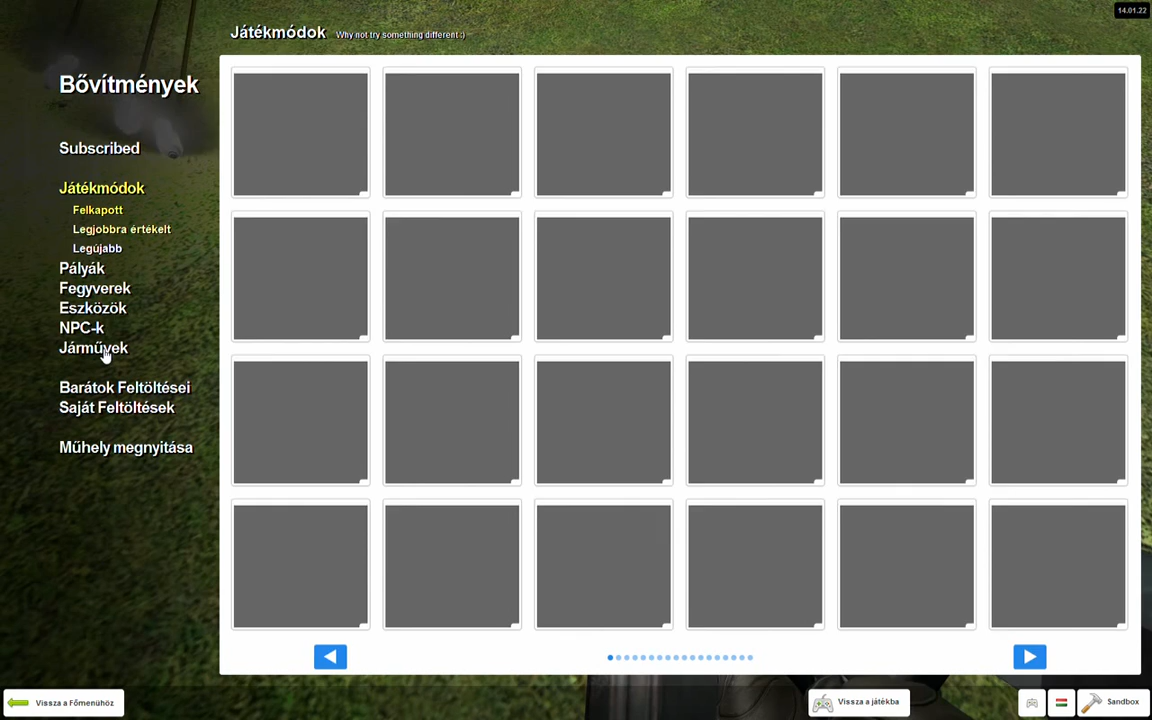 14.01.22
Játékmódok Why not try something different :)
Bővítmények
Subscribed
Játékmódok
Felkapott
Legjobbra értékelt
Legújabb
Pályák
Fegyverek
Eszközök
NPC-k
Járművek
Barátok Feltöltései
Saját Feltöltések
Műhely megnyitása
Vissza a Főmenühöz
Vissza a játékba
Sandbox